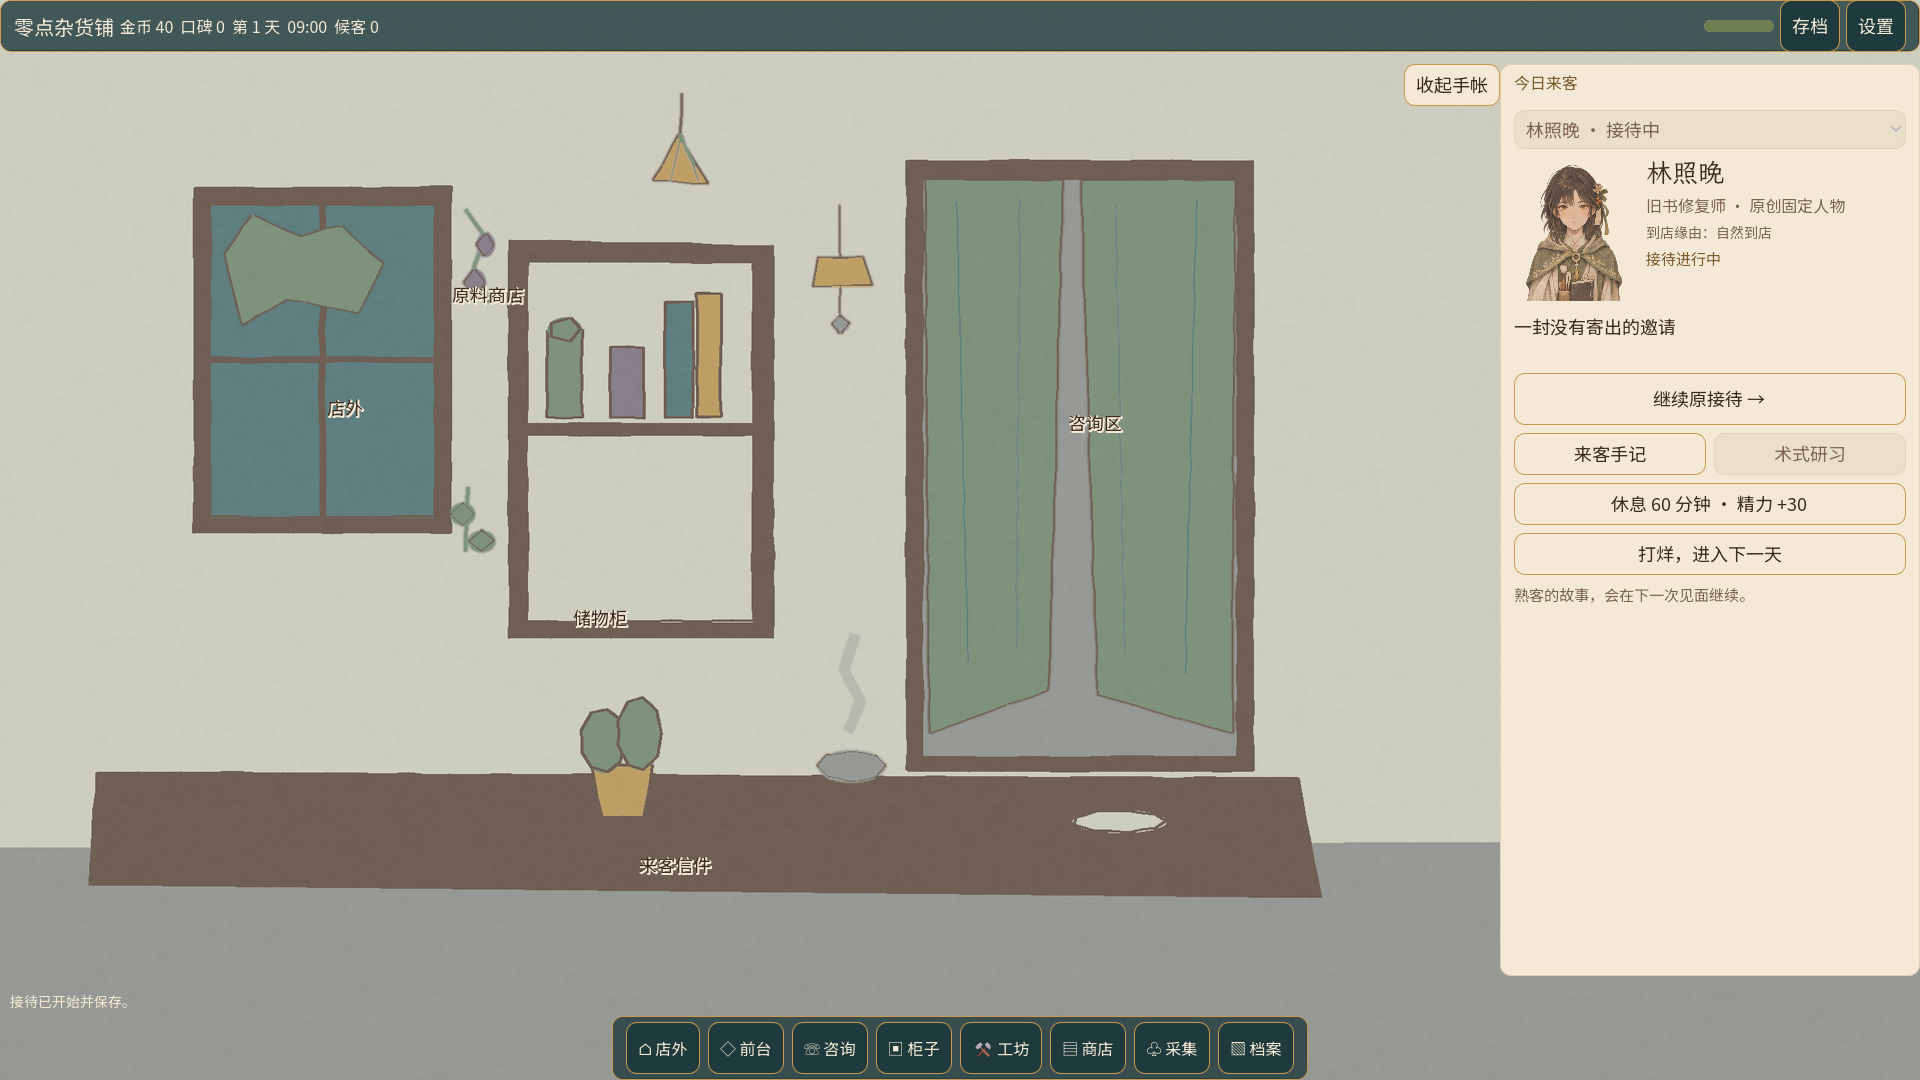 零点杂货铺 金币 40 口碑 0 第 1 天 09:00 候客 0
存档
设置
收起手帐
今日来客
林照晚 · 接待中
林照晚
旧书修复师 · 原创固定人物
到店缘由：自然到店
接待进行中
一封没有寄出的邀请
继续原接待 →
来客手记
术式研习
休息 60 分钟 · 精力 +30
打烊，进入下一天
熟客的故事，会在下一次见面继续。
原料商店
店外
咨询区
储物柜
来客信件
接待已开始并保存。
店外
前台
咨询
柜子
工坊
商店
采集
档案